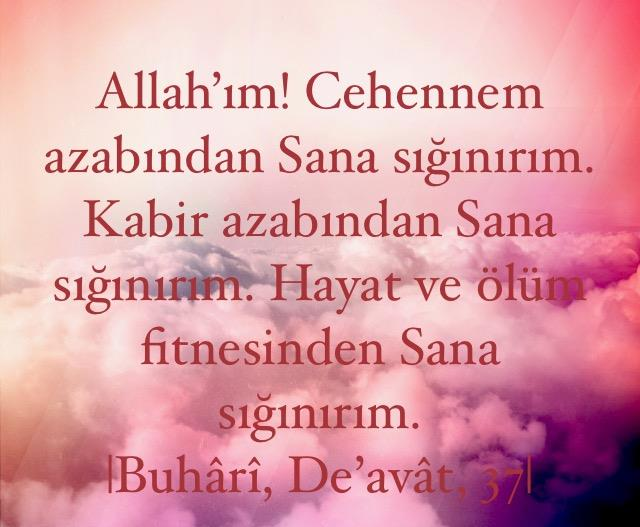 Allah’ım! Cehennem
azabından Sana sığınırım.
Kabir azabından Sana
sığınırım. Hayat ve ölüm
fitnesinden Sana
sığınırım.
|Buhârî, De’avât, 37|